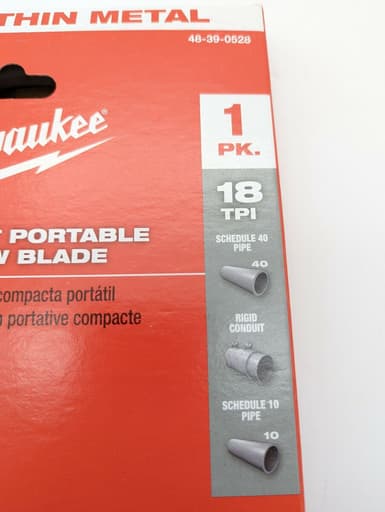 THIN METAL
48-39-0528
1
PK.
18
TPI
SCHEDULE 40
PIPE
40
PORTABLE
BLADE
compacta portátil
portative compacte
RIGID
CONDUIT
SCHEDULE 10
PIPE
10